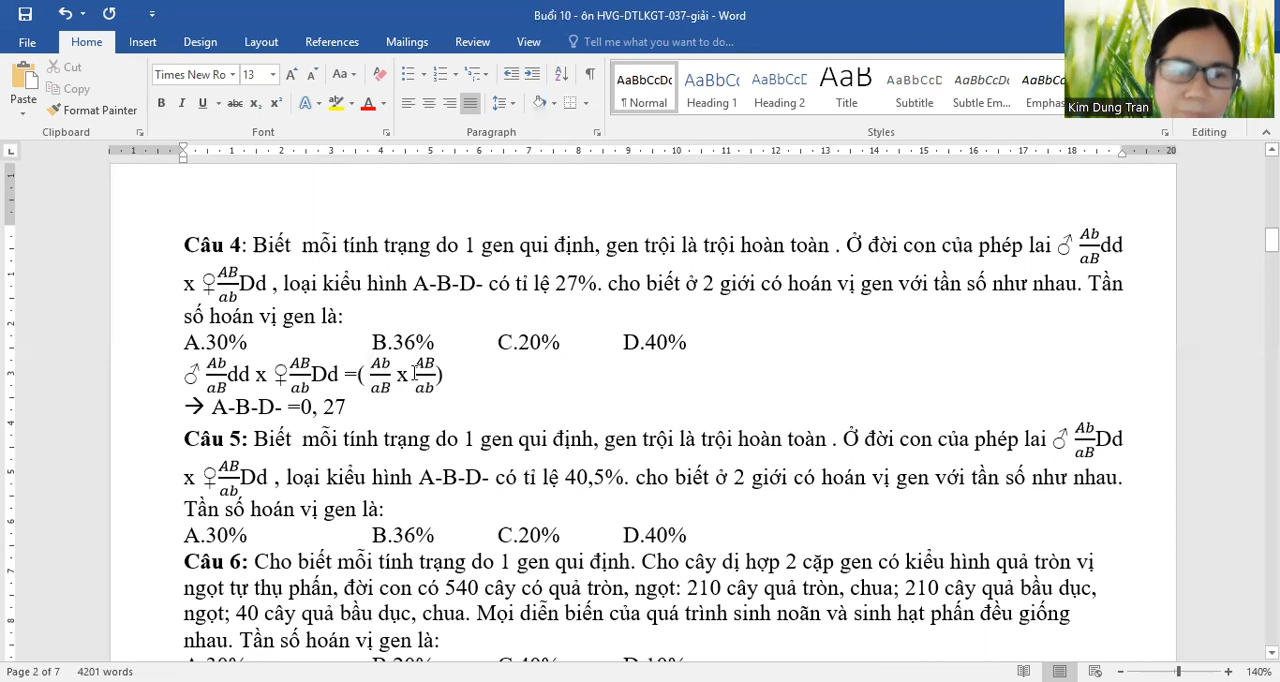 Buổi 10 - ôn HVG-DTLKGT-037-giải - Word
File Home Insert Design Layout References Mailings Review View Tell me what you want to do...
Paste
Cut
Copy
Format Painter
Times New Ro 13
AaBbCcDc AaBbCc AaBbCcD AaB AaBbCcD AaBbCcDc AaBbCc
¶ Normal Heading 1 Heading 2 Title Subtitle Subtle Em... Emphas
Clipboard Font Paragraph Styles Editing
Kim Dung Tran
Câu 4: Biết mỗi tính trạng do 1 gen qui định, gen trội là trội hoàn toàn . Ở đời con của phép lai ♂ Ab/aB dd
x ♀ AB/ab Dd , loại kiểu hình A-B-D- có tỉ lệ 27%. cho biết ở 2 giới có hoán vị gen với tần số như nhau. Tần
số hoán vị gen là:
A.30% B.36% C.20% D.40%
♂ Ab/aB dd x ♀ AB/ab Dd =( Ab/aB x AB/ab)
→ A-B-D- =0, 27
Câu 5: Biết mỗi tính trạng do 1 gen qui định, gen trội là trội hoàn toàn . Ở đời con của phép lai ♂ Ab/aB Dd
x ♀ AB/ab Dd , loại kiểu hình A-B-D- có tỉ lệ 40,5%. cho biết ở 2 giới có hoán vị gen với tần số như nhau.
Tần số hoán vị gen là:
A.30% B.36% C.20% D.40%
Câu 6: Cho biết mỗi tính trạng do 1 gen qui định. Cho cây dị hợp 2 cặp gen có kiểu hình quả tròn vị
ngọt tự thụ phấn, đời con có 540 cây có quả tròn, ngọt: 210 cây quả tròn, chua; 210 cây quả bầu dục,
ngọt; 40 cây quả bầu dục, chua. Mọi diễn biến của quá trình sinh noãn và sinh hạt phấn đều giống
nhau. Tần số hoán vị gen là:
A.30% B.20% C.40% D.10%
Page 2 of 7 4201 words 140%